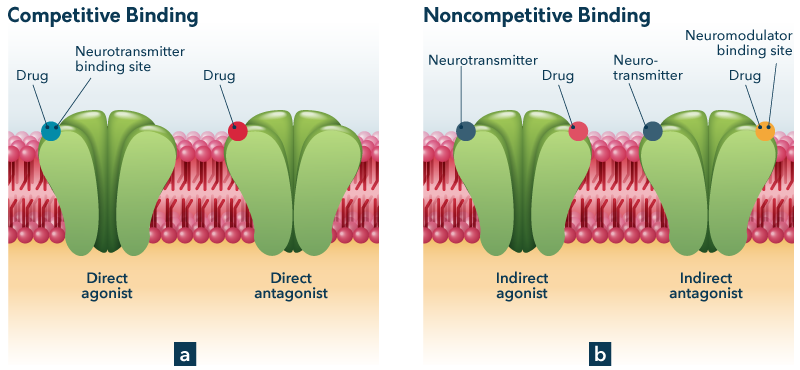 Competitive Binding
Neurotransmitter
binding site
Drug
Drug
Direct
agonist
Direct
antagonist
a
Noncompetitive Binding
Neuromodulator
binding site
Neurotransmitter
Neuro-
transmitter
Drug
Drug
Indirect
agonist
Indirect
antagonist
b